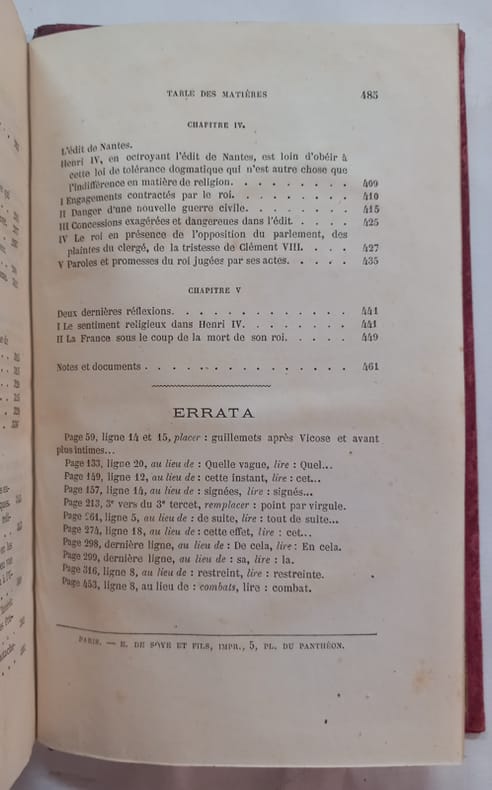 TABLE DES MATIÈRES 485
CHAPITRE IV.
L'édit de Nantes.
Henri IV, en octroyant l'édit de Nantes, est loin d'obéir à
cette loi de tolérance dogmatique qui n'est autre chose que
l'indifférence en matière de religion. . . . . . . . . 409
I Engagements contractés par le roi. . . . . . . . . 410
II Danger d'une nouvelle guerre civile. . . . . . . . 415
III Concessions exagérées et dangereues dans l'édit. . . . . 425
IV Le roi en présence de l'opposition du parlement, des
plaintes du clergé, de la tristesse de Clément VIII. . . . 427
V Paroles et promesses du roi jugées par ses actes. . . . . 435
CHAPITRE V
Deux dernières réflexions. . . . . . . . . . . . . 441
I Le sentiment religieux dans Henri IV. . . . . . . . 441
II La France sous le coup de la mort de son roi. . . . . 449
Notes et documents . . . . . . . . . . . . . . . 461
ERRATA
Page 59, ligne 14 et 15, placer : guillemets après Vicose et avant
plus intimes...
Page 133, ligne 20, au lieu de : Quelle vague, lire : Quel...
Page 149, ligne 12, au lieu de : cette instant, lire : cet...
Page 157, ligne 14, au lieu de : signées, lire : signés...
Page 213, 3e vers du 3e tercet, remplacer : point par virgule.
Page 261, ligne 5, au lieu de : de suite, lire : tout de suite...
Page 274, ligne 18, au lieu de : cette effet, lire : cet...
Page 298, dernière ligne, au lieu de : De cela, lire : En cela.
Page 299, dernière ligne, au lieu de : sa, lire : la.
Page 316, ligne 8, au lieu de : restreint, lire : restreinte.
Page 453, ligne 8, au lieu de : combats, lire : combat.
PARIS. — E. DE SOYE ET FILS, IMPR., 5, PL. DU PANTHÉON.